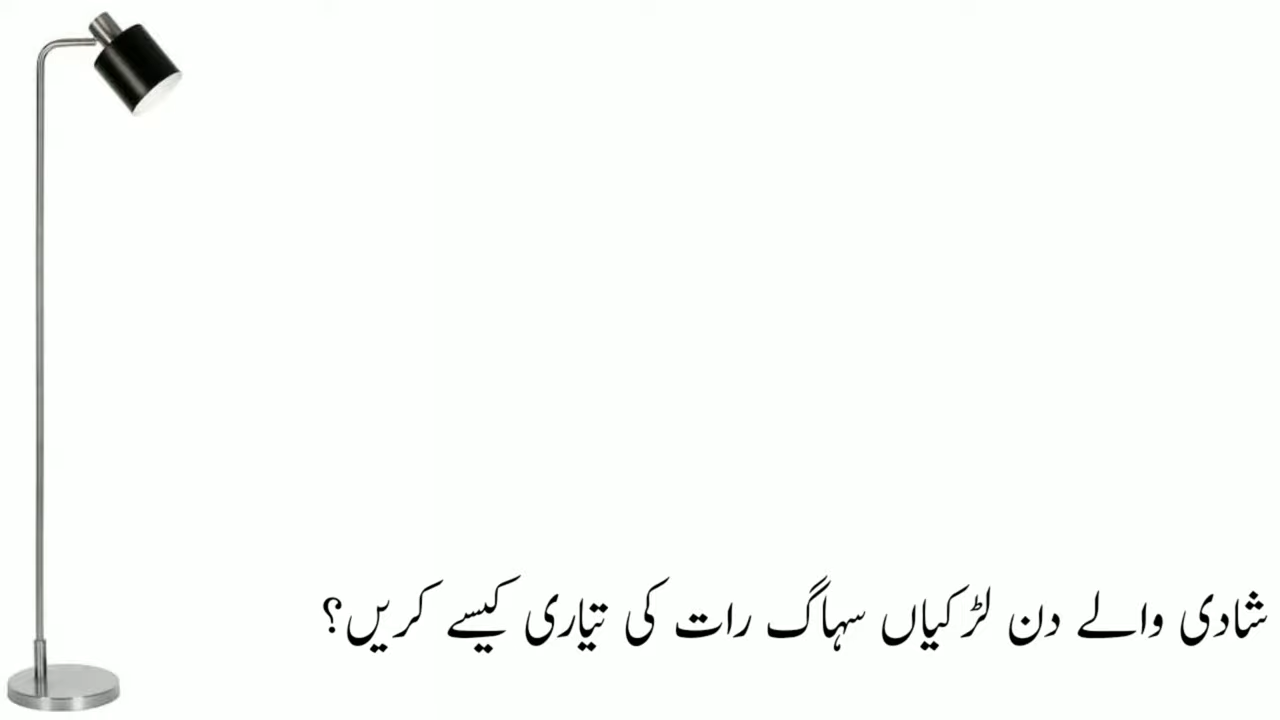 شادی والے دن لڑکیاں سہاگ رات کی تیاری کیسے کریں؟